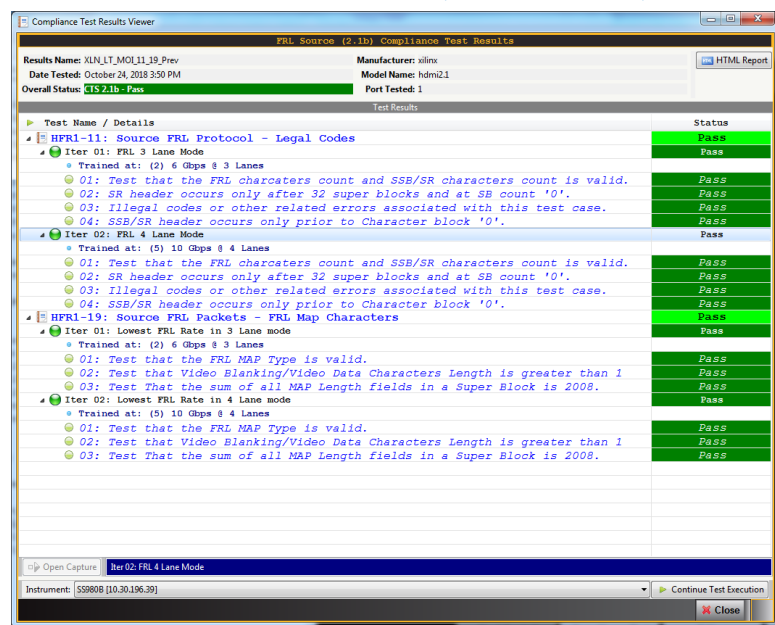 Compliance Test Results Viewer
FRL Source (2.1b) Compliance Test Results
Results Name: XLN_LT_MOI_11_19_Prev
Manufacturer: xilinx
HTML Report
Date Tested: October 24, 2018 3:50 PM
Model Name: hdmi2.1
Overall Status: CTS 2.1b - Pass
Port Tested: 1
Test Results
Test Name / Details Status
HFR1-11: Source FRL Protocol - Legal Codes Pass
Iter 01: FRL 3 Lane Mode Pass
Trained at: (2) 6 Gbps @ 3 Lanes
01: Test that the FRL charcaters count and SSB/SR characters count is valid. Pass
02: SR header occurs only after 32 super blocks and at SB count '0'. Pass
03: Illegal codes or other related errors associated with this test case. Pass
04: SSB/SR header occurs only prior to Character block '0'. Pass
Iter 02: FRL 4 Lane Mode Pass
Trained at: (5) 10 Gbps @ 4 Lanes
01: Test that the FRL charcaters count and SSB/SR characters count is valid. Pass
02: SR header occurs only after 32 super blocks and at SB count '0'. Pass
03: Illegal codes or other related errors associated with this test case. Pass
04: SSB/SR header occurs only prior to Character block '0'. Pass
HFR1-19: Source FRL Packets - FRL Map Characters Pass
Iter 01: Lowest FRL Rate in 3 Lane mode Pass
Trained at: (2) 6 Gbps @ 3 Lanes
01: Test that the FRL MAP Type is valid. Pass
02: Test that Video Blanking/Video Data Characters Length is greater than 1 Pass
03: Test That the sum of all MAP Length fields in a Super Block is 2008. Pass
Iter 02: Lowest FRL Rate in 4 Lane mode Pass
Trained at: (5) 10 Gbps @ 4 Lanes
01: Test that the FRL MAP Type is valid. Pass
02: Test that Video Blanking/Video Data Characters Length is greater than 1 Pass
03: Test That the sum of all MAP Length fields in a Super Block is 2008. Pass
Open Capture Iter 02: FRL 4 Lane Mode
Instrument: SS980B [10.30.196.39] Continue Test Execution
Close